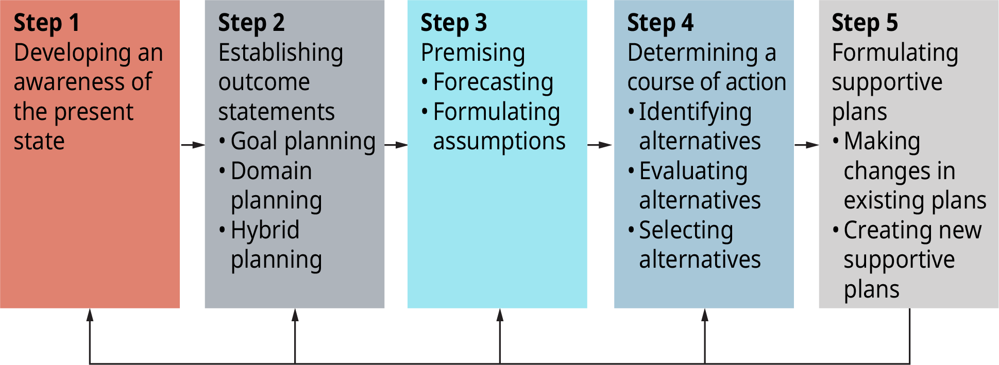 Step 1
Developing an
awareness of
the present
state
Step 2
Establishing
outcome
statements
• Goal planning
• Domain
planning
• Hybrid
planning
Step 3
Premising
• Forecasting
• Formulating
assumptions
Step 4
Determining a
course of action
• Identifying
alternatives
• Evaluating
alternatives
• Selecting
alternatives
Step 5
Formulating
supportive
plans
• Making
changes in
existing plans
• Creating new
supportive
plans